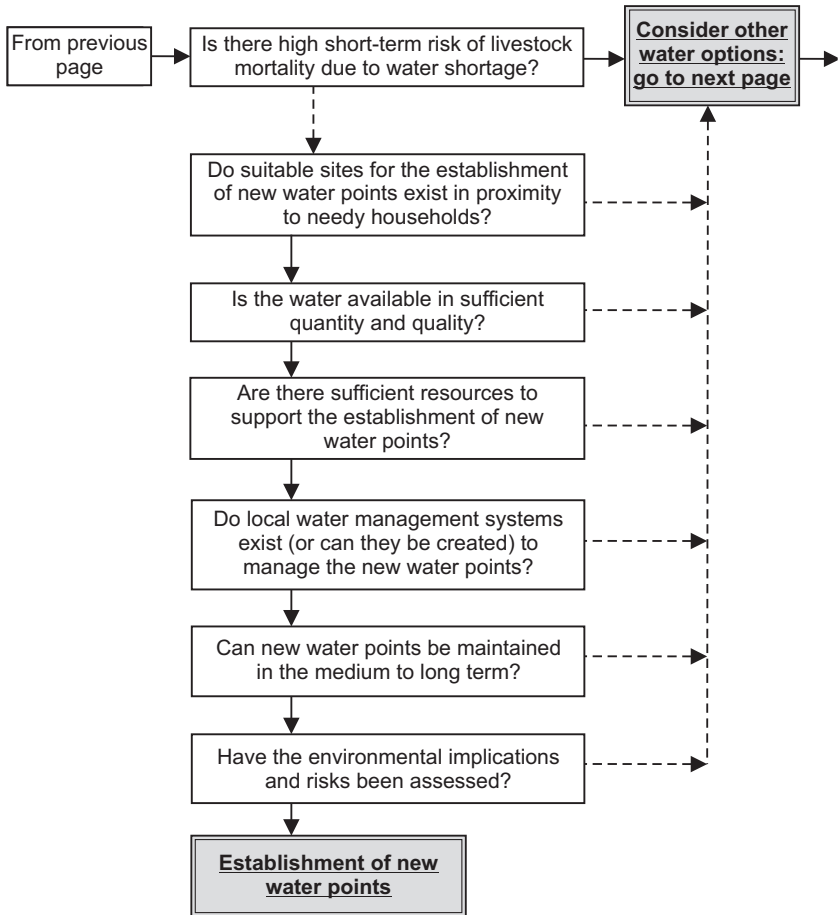 From previous
page
Is there high short-term risk of livestock
mortality due to water shortage?
Consider other
water options:
go to next page
Do suitable sites for the establishment
of new water points exist in proximity
to needy households?
Is the water available in sufficient
quantity and quality?
Are there sufficient resources to
support the establishment of new
water points?
Do local water management systems
exist (or can they be created) to
manage the new water points?
Can new water points be maintained
in the medium to long term?
Have the environmental implications
and risks been assessed?
Establishment of new
water points